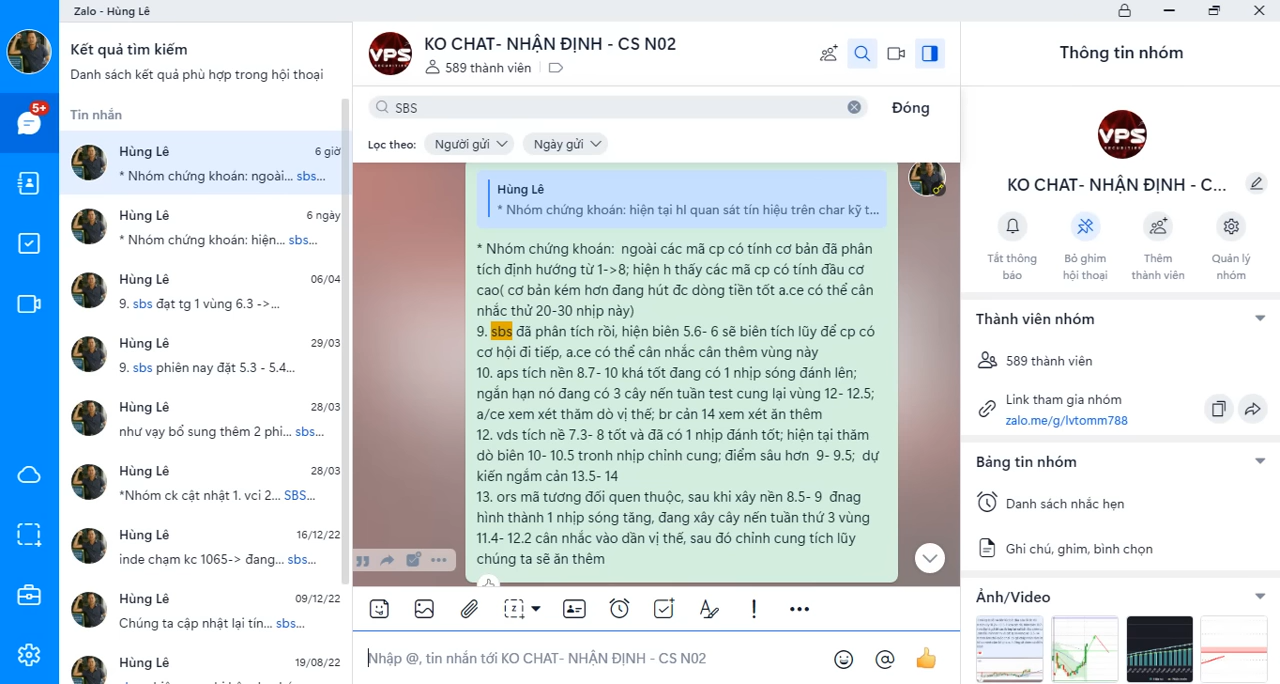 Zalo - Hùng Lê
Kết quả tìm kiếm
Danh sách kết quả phù hợp trong hội thoại
5+
Tin nhắn
Hùng Lê
6 giờ
* Nhóm chứng khoán: ngoài... sbs...
Hùng Lê
6 ngày
* Nhóm chứng khoán: hiện... sbs...
Hùng Lê
06/04
9. sbs đạt tg 1 vùng 6.3 ->...
Hùng Lê
29/03
9. sbs phiên nay đặt 5.3 - 5.4...
Hùng Lê
28/03
như vạy bổ sung thêm 2 phi... sbs...
Hùng Lê
28/03
*Nhóm ck cật nhật 1. vci 2... SBS...
Hùng Lê
16/12/22
inde chạm kc 1065-> đang... sbs...
Hùng Lê
09/12/22
Chúng ta cập nhật lại tín... sbs...
Hùng Lê
19/08/22
VPS
SECURITIES
KO CHAT- NHẬN ĐỊNH - CS N02
589 thành viên
SBS
Đóng
Lọc theo:
Người gửi
Ngày gửi
Hùng Lê
* Nhóm chứng khoán: hiện tại hl quan sát tín hiệu trên char kỹ t...
* Nhóm chứng khoán:  ngoài các mã cp có tính cơ bản đã phân
tích định hướng từ 1->8; hiện h thấy các mã cp có tính đầu cơ
cao( cơ bản kém hơn đang hút đc dòng tiền tốt a.ce có thể cân
nhắc thử 20-30 nhịp này)
9. sbs đã phân tích rồi, hiện biên 5.6- 6 sẽ biên tích lũy để cp có
cơ hội đi tiếp, a.ce có thể cân nhắc cân thêm vùng này
10. aps tích nền 8.7- 10 khá tốt đang có 1 nhịp sóng đánh lên;
ngắn hạn nó đang có 3 cây nến tuần test cung lại vùng 12- 12.5;
a/ce xem xét thăm dò vị thế; br cản 14 xem xét ăn thêm
12. vds tích nề 7.3- 8 tốt và đã có 1 nhịp đánh tốt; hiện tại thăm
dò biên 10- 10.5 tronh nhịp chỉnh cung; điểm sâu hơn  9- 9.5;  dự
kiến ngắm cản 13.5- 14
13. ors mã tương đối quen thuộc, sau khi xây nền 8.5- 9  đnag
hình thành 1 nhịp sóng tăng, đang xây cây nến tuần thứ 3 vùng
11.4- 12.2 cân nhắc vào dần vị thế, sau đó chỉnh cung tích lũy
chúng ta sẽ ăn thêm
Nhập @, tin nhắn tới KO CHAT- NHẬN ĐỊNH - CS N02
Thông tin nhóm
VPS
SECURITIES
KO CHAT- NHẬN ĐỊNH - C...
Tắt thông
báo
Bỏ ghim
hội thoại
Thêm
thành viên
Quản lý
nhóm
Thành viên nhóm
589 thành viên
Link tham gia nhóm
zalo.me/g/lvtomm788
Bảng tin nhóm
Danh sách nhắc hẹn
Ghi chú, ghim, bình chọn
Ảnh/Video